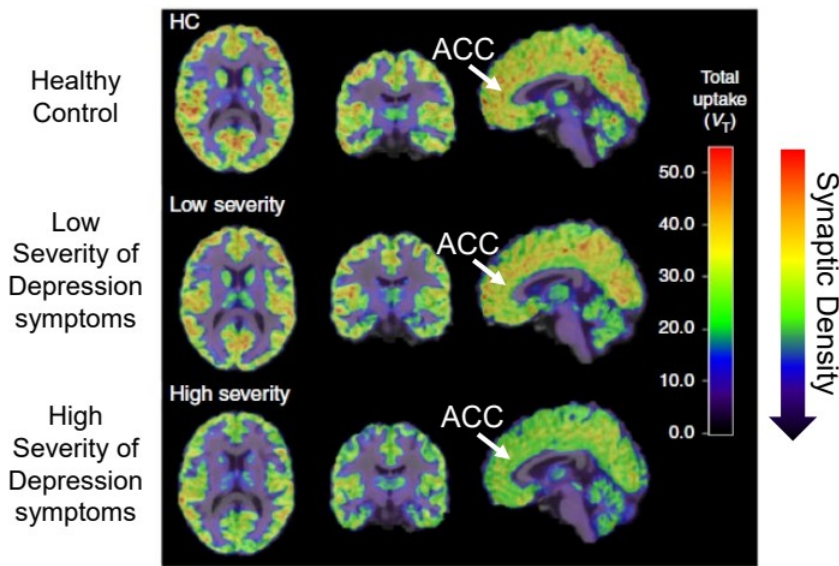 Healthy
Control
HC
ACC
Low
Severity of
Depression
symptoms
Low severity
ACC
High
Severity of
Depression
symptoms
High severity
ACC
Total
uptake
(VT)
50.0
40.0
30.0
20.0
10.0
0.0
Synaptic Density